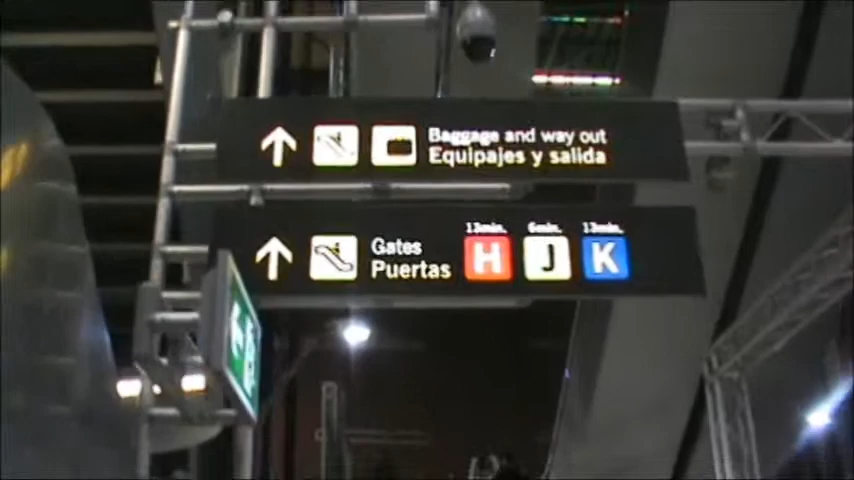 Baggage and way out
Equipajes y salida
13min. 6min. 13min.
Gates
Puertas
H J K